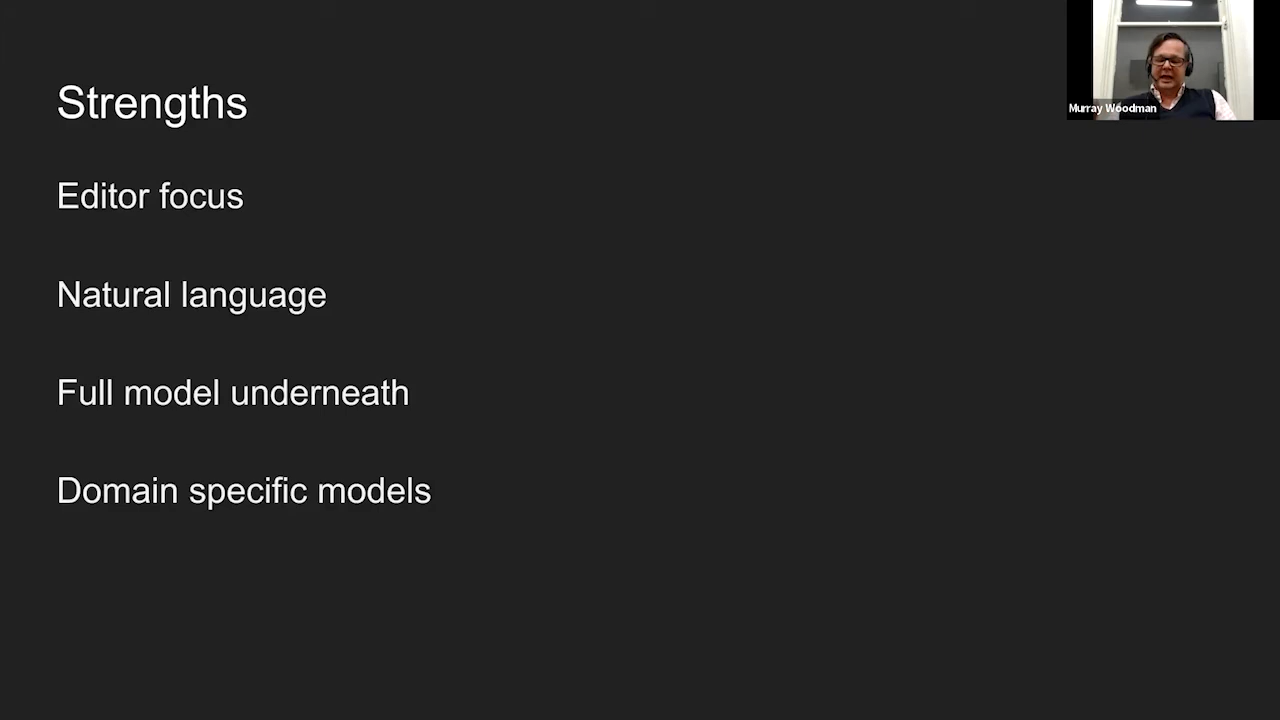 Strengths
Murray Woodman
Editor focus
Natural language
Full model underneath
Domain specific models